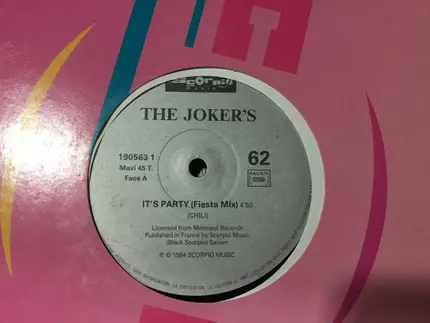 scorpio
music
THE JOKER'S
190563 1
Maxi 45 T.
Face A
62
IT'S PARTY (Fiesta Mix) 4'50
(CHILI)
Licensed from Metropol Records
Published in France by Scorpio Music
(Black Scorpio) Sacem
℗ © 1994 SCORPIO MUSIC